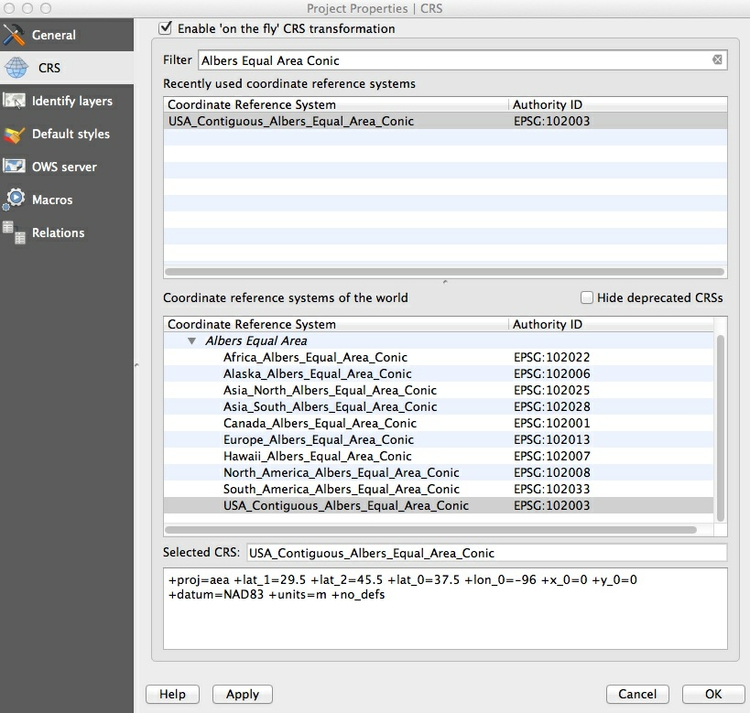 Project Properties | CRS
General
CRS
Identify layers
Default styles
OWS server
Macros
Relations
Enable 'on the fly' CRS transformation
Filter Albers Equal Area Conic
Recently used coordinate reference systems
Coordinate Reference System Authority ID
USA_Contiguous_Albers_Equal_Area_Conic EPSG:102003
Coordinate reference systems of the world Hide deprecated CRSs
Coordinate Reference System Authority ID
Albers Equal Area
Africa_Albers_Equal_Area_Conic EPSG:102022
Alaska_Albers_Equal_Area_Conic EPSG:102006
Asia_North_Albers_Equal_Area_Conic EPSG:102025
Asia_South_Albers_Equal_Area_Conic EPSG:102028
Canada_Albers_Equal_Area_Conic EPSG:102001
Europe_Albers_Equal_Area_Conic EPSG:102013
Hawaii_Albers_Equal_Area_Conic EPSG:102007
North_America_Albers_Equal_Area_Conic EPSG:102008
South_America_Albers_Equal_Area_Conic EPSG:102033
USA_Contiguous_Albers_Equal_Area_Conic EPSG:102003
Selected CRS: USA_Contiguous_Albers_Equal_Area_Conic
+proj=aea +lat_1=29.5 +lat_2=45.5 +lat_0=37.5 +lon_0=-96 +x_0=0 +y_0=0
+datum=NAD83 +units=m +no_defs
Help Apply Cancel OK